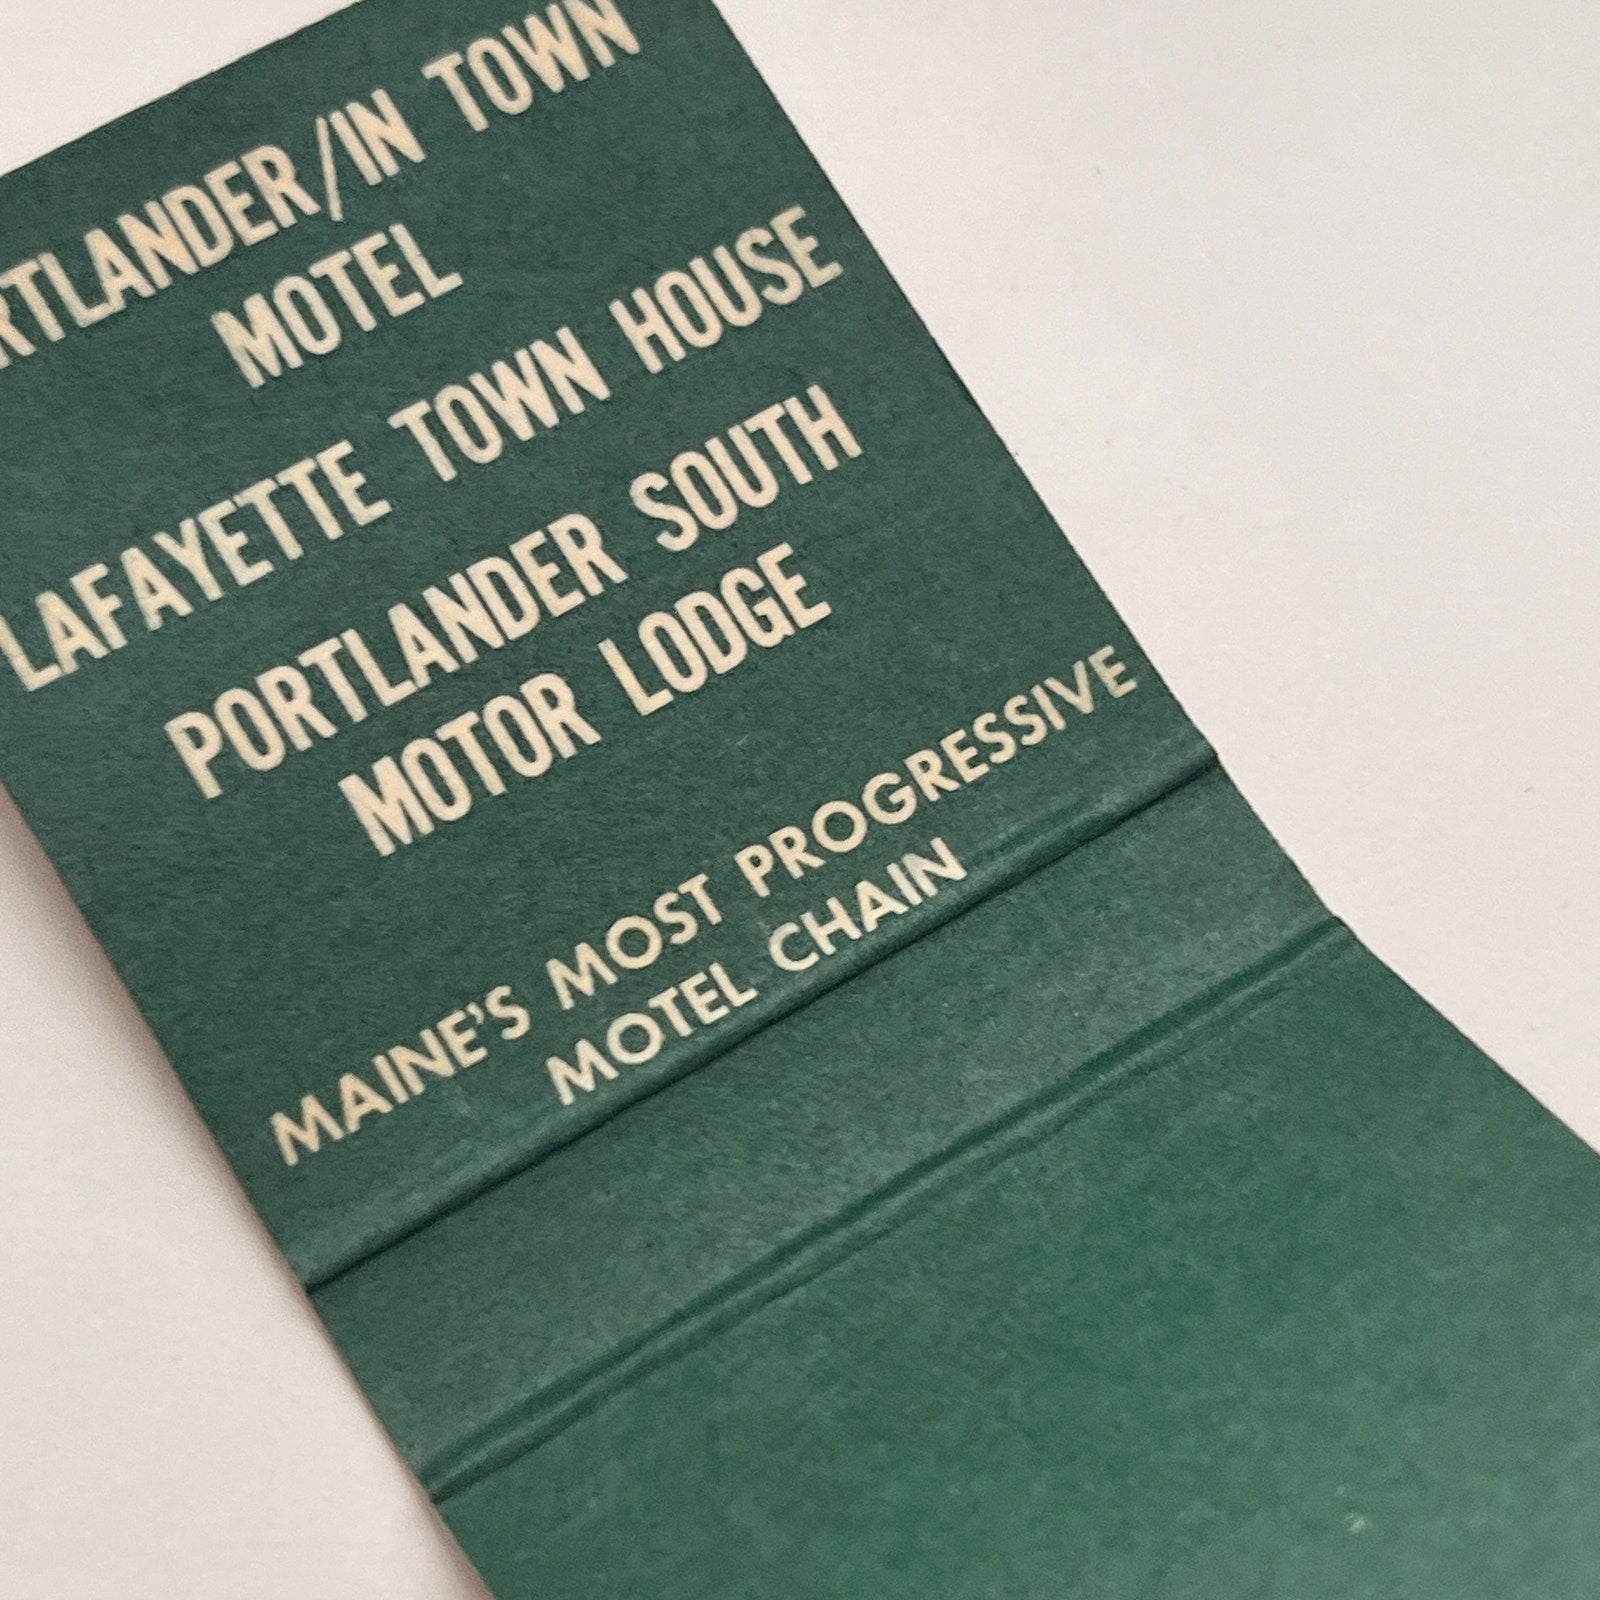 RTLANDER/IN TOWN
MOTEL
LAFAYETTE TOWN HOUSE
PORTLANDER SOUTH
MOTOR LODGE
MAINE'S MOST PROGRESSIVE
MOTEL CHAIN